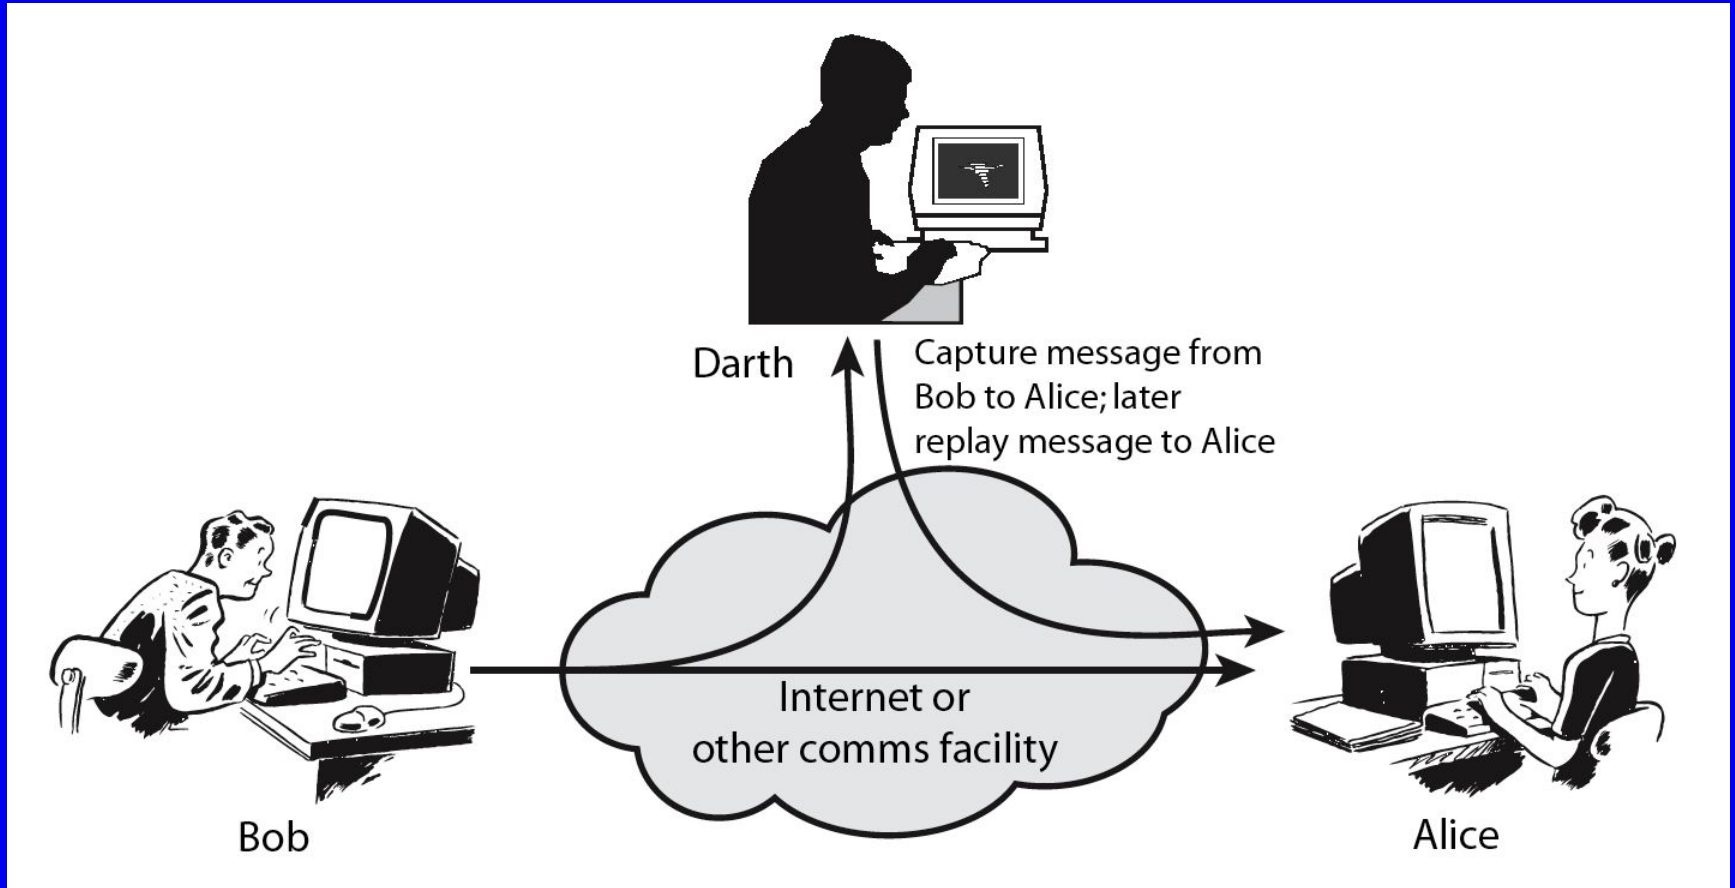 Darth
Capture message from
Bob to Alice; later
replay message to Alice
Internet or
other comms facility
Bob
Alice